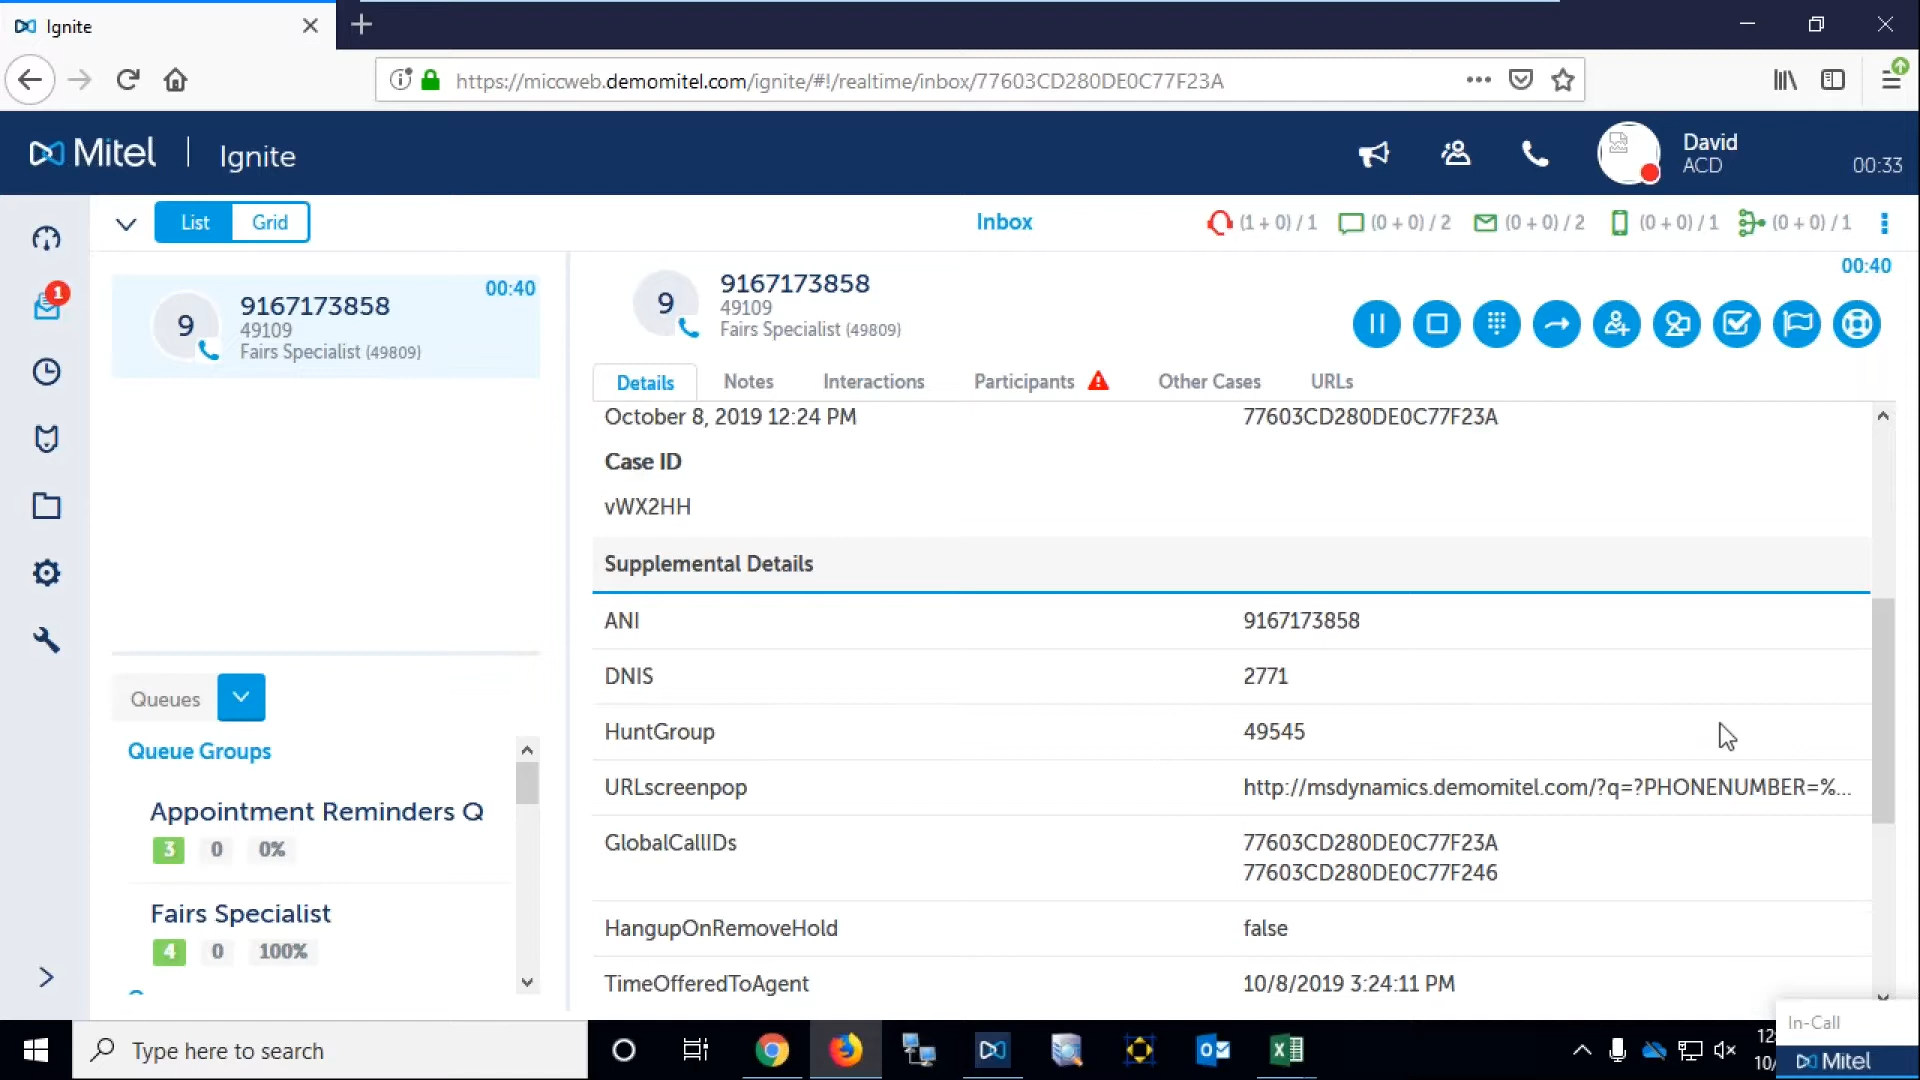 Ignite
https://miccweb.demomitel.com/ignite/#!/realtime/inbox/77603CD280DE0C77F23A
Mitel | Ignite
David
ACD
00:33
List
Grid
Inbox
(1 + 0) / 1
(0 + 0) / 2
(0 + 0) / 2
(0 + 0) / 1
(0 + 0) / 1
1
9
9167173858
49109
Fairs Specialist (49809)
00:40
9
9167173858
49109
Fairs Specialist (49809)
00:40
Details
Notes
Interactions
Participants
Other Cases
URLs
October 8, 2019 12:24 PM
77603CD280DE0C77F23A
Case ID
vWX2HH
Supplemental Details
ANI 9167173858
DNIS 2771
HuntGroup 49545
URLscreenpop http://msdynamics.demomitel.com/?q=?PHONENUMBER=%...
GlobalCallIDs 77603CD280DE0C77F23A
77603CD280DE0C77F246
HangupOnRemoveHold false
TimeOfferedToAgent 10/8/2019 3:24:11 PM
Queues
Queue Groups
Appointment Reminders Q
3 0 0%
Fairs Specialist
4 0 100%
Type here to search
12:
10/
In-Call
Mitel